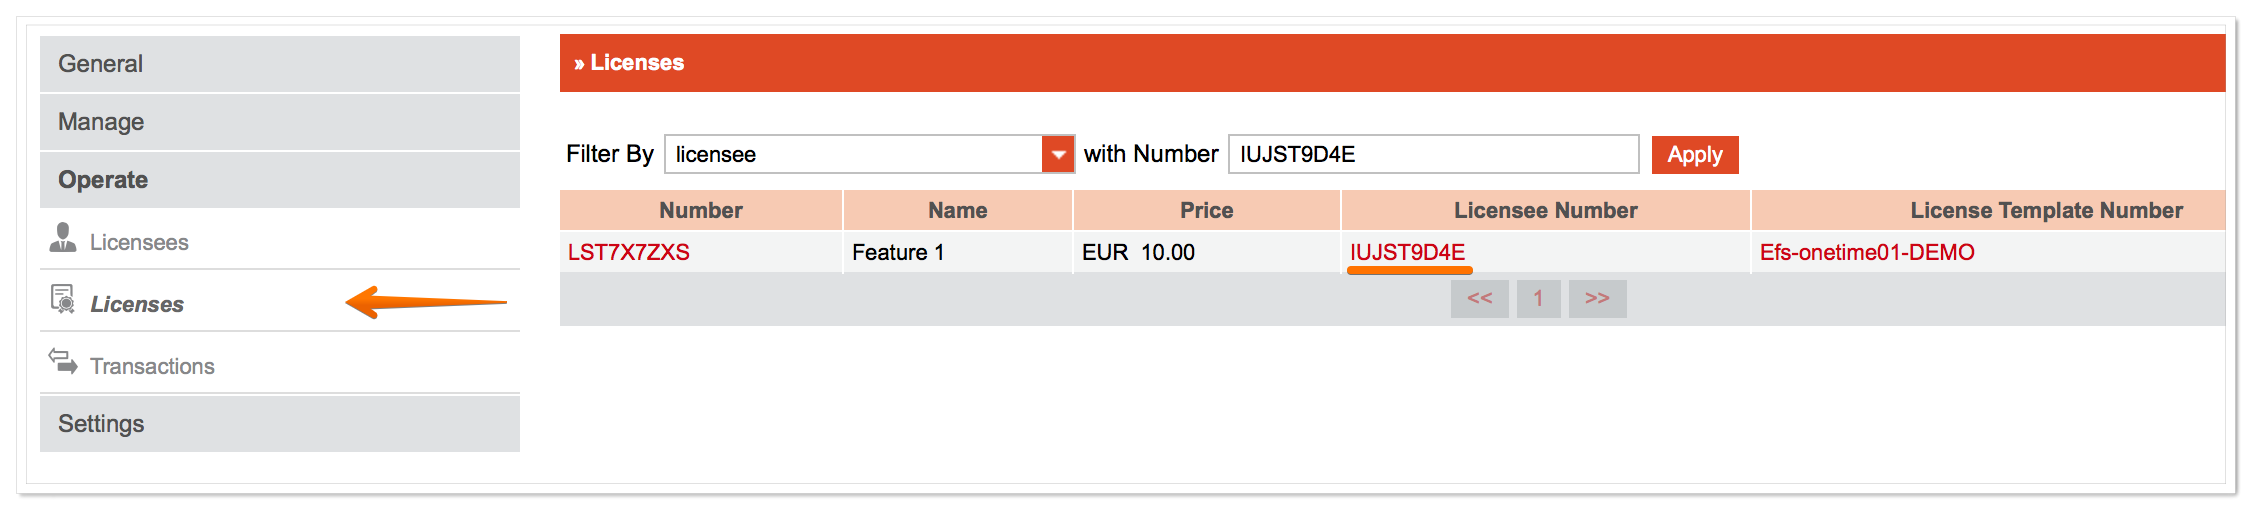 General
Manage
Operate
Licensees
Licenses
Transactions
Settings
» Licenses
Filter By licensee with Number IUJST9D4E Apply
Number Name Price Licensee Number License Template Number
LST7X7ZXS Feature 1 EUR 10.00 IUJST9D4E Efs-onetime01-DEMO
<< 1 >>